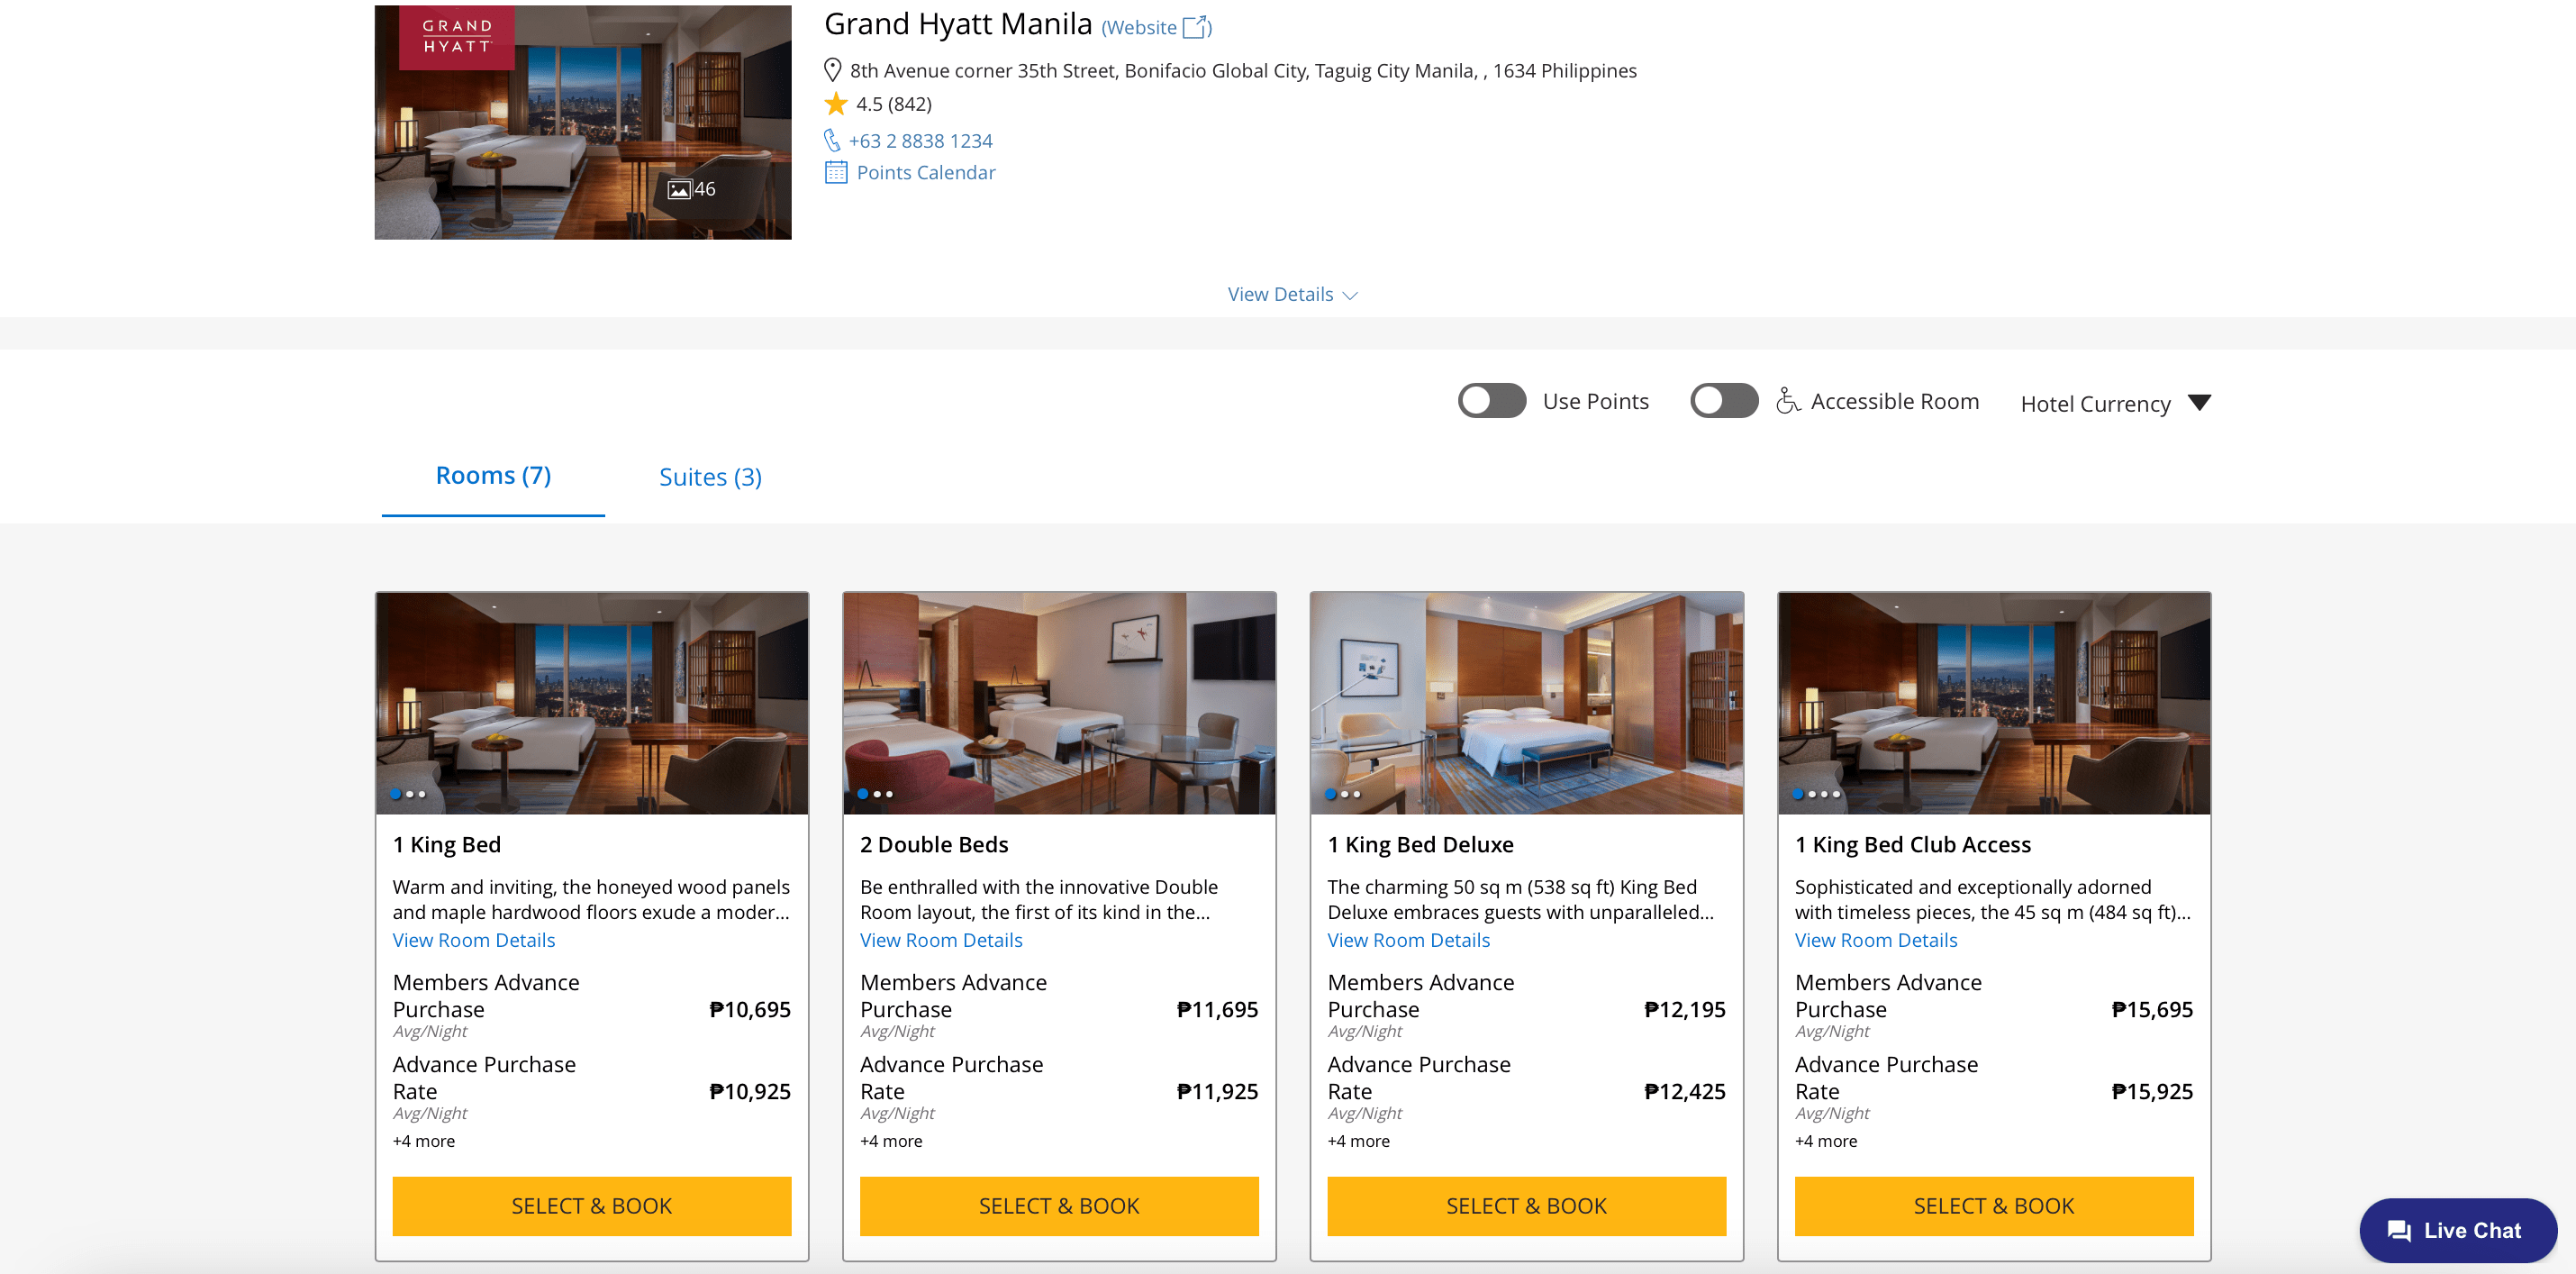 GRAND
HYATT
46
Grand Hyatt Manila (Website)
8th Avenue corner 35th Street, Bonifacio Global City, Taguig City Manila, , 1634 Philippines
4.5 (842)
+63 2 8838 1234
Points Calendar
View Details
Use Points
Accessible Room
Hotel Currency
Rooms (7)
Suites (3)
1 King Bed
Warm and inviting, the honeyed wood panels
and maple hardwood floors exude a moder...
View Room Details
Members Advance
Purchase ₱10,695
Avg/Night
Advance Purchase
Rate ₱10,925
Avg/Night
+4 more
SELECT & BOOK
2 Double Beds
Be enthralled with the innovative Double
Room layout, the first of its kind in the...
View Room Details
Members Advance
Purchase ₱11,695
Avg/Night
Advance Purchase
Rate ₱11,925
Avg/Night
+4 more
SELECT & BOOK
1 King Bed Deluxe
The charming 50 sq m (538 sq ft) King Bed
Deluxe embraces guests with unparalleled...
View Room Details
Members Advance
Purchase ₱12,195
Avg/Night
Advance Purchase
Rate ₱12,425
Avg/Night
+4 more
SELECT & BOOK
1 King Bed Club Access
Sophisticated and exceptionally adorned
with timeless pieces, the 45 sq m (484 sq ft)...
View Room Details
Members Advance
Purchase ₱15,695
Avg/Night
Advance Purchase
Rate ₱15,925
Avg/Night
+4 more
SELECT & BOOK
Live Chat